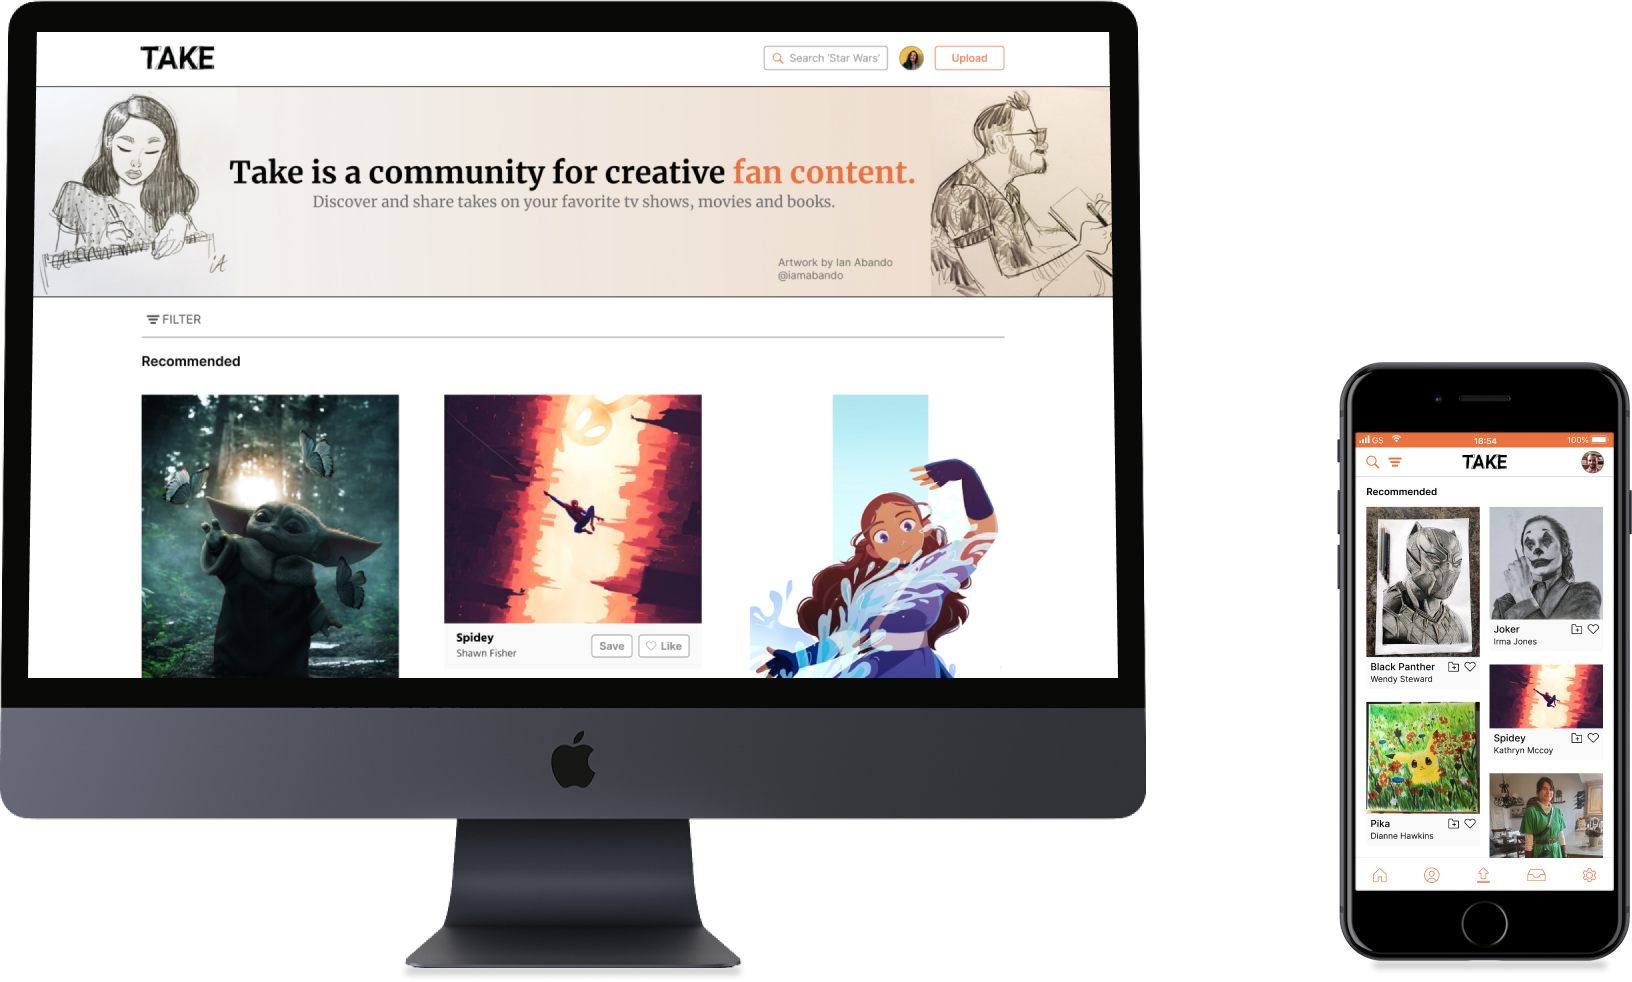 TAKE
Search 'Star Wars'
Upload
Take is a community for creative fan content.
Discover and share takes on your favorite tv shows, movies and books.
Artwork by Ian Abando
@iamabando
FILTER
Recommended
Spidey
Shawn Fisher
Save
Like
GS
18:54
100%
TAKE
Recommended
Black Panther
Wendy Steward
Joker
Irma Jones
Spidey
Kathryn Mccoy
Pika
Dianne Hawkins